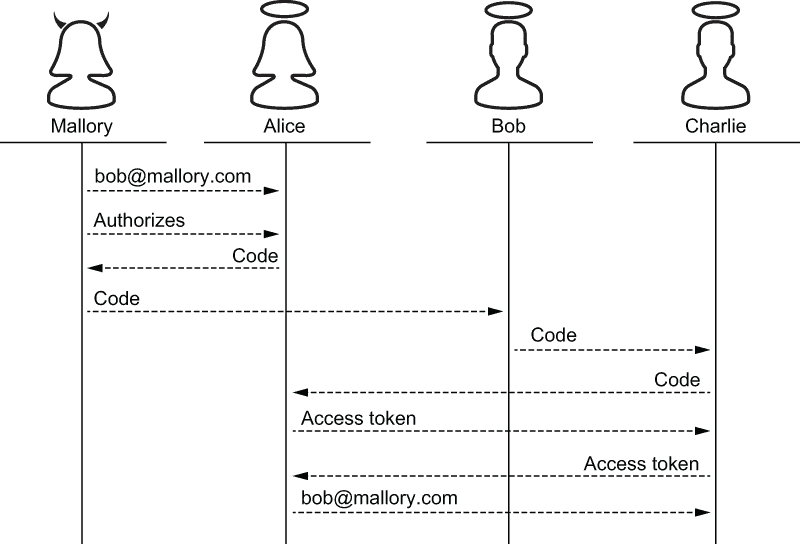 Mallory
Alice
Bob
Charlie
bob@mallory.com
Authorizes
Code
Code
Code
Code
Access token
Access token
bob@mallory.com